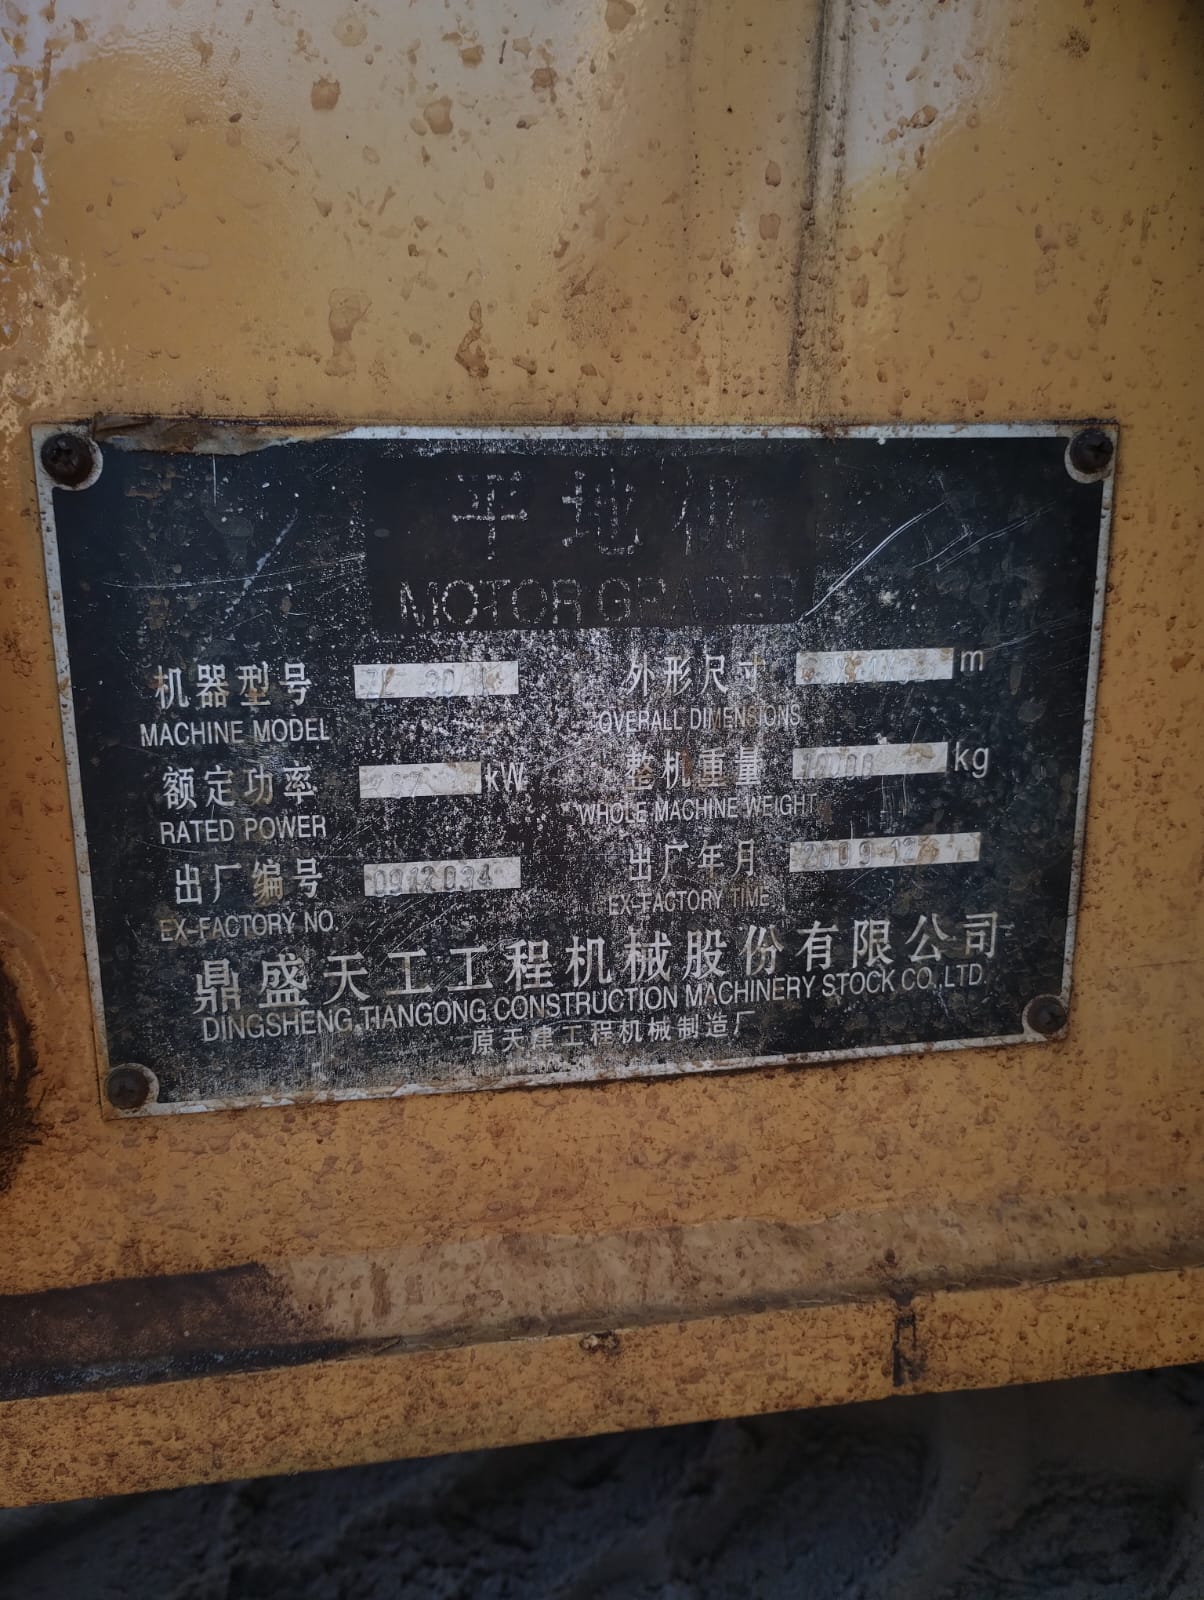 平地机
MOTOR GRADER
机器型号
MACHINE MODEL
外形尺寸 m
OVERALL DIMENSIONS
额定功率 kW
RATED POWER
整机重量 kg
WHOLE MACHINE WEIGHT
出厂编号 0912034
EX-FACTORY NO.
出厂年月 2009 12
EX-FACTORY TIME
鼎盛天工工程机械股份有限公司
DINGSHENG TIANGONG CONSTRUCTION MACHINERY STOCK CO.,LTD.
原天建工程机械制造厂